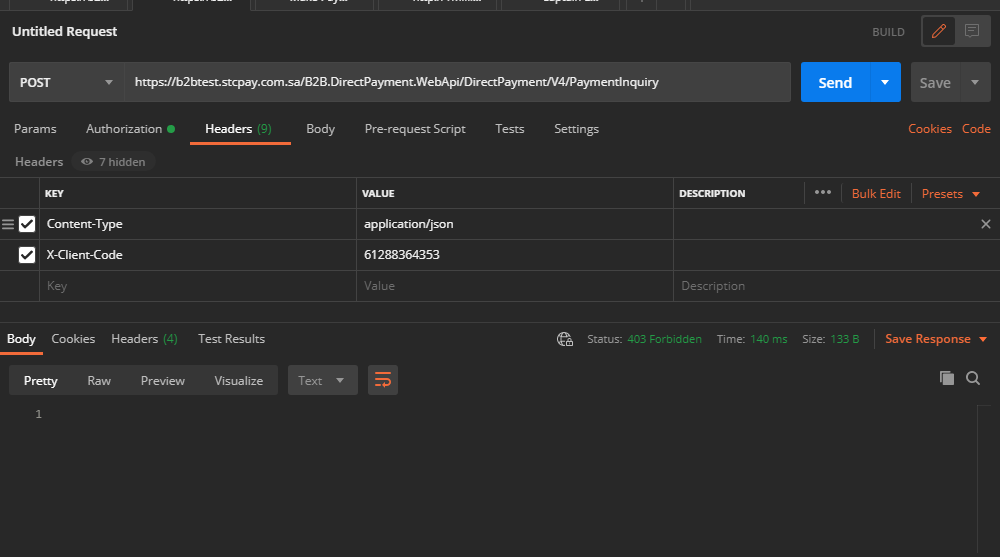 Untitled Request
BUILD
POST https://b2btest.stcpay.com.sa/B2B.DirectPayment.WebApi/DirectPayment/V4/PaymentInquiry Send Save
Params Authorization Headers (9) Body Pre-request Script Tests Settings Cookies Code
Headers 7 hidden
KEY VALUE DESCRIPTION ••• Bulk Edit Presets
Content-Type application/json
X-Client-Code 61288364353
Key Value Description
Body Cookies Headers (4) Test Results Status: 403 Forbidden Time: 140 ms Size: 133 B Save Response
Pretty Raw Preview Visualize Text
1